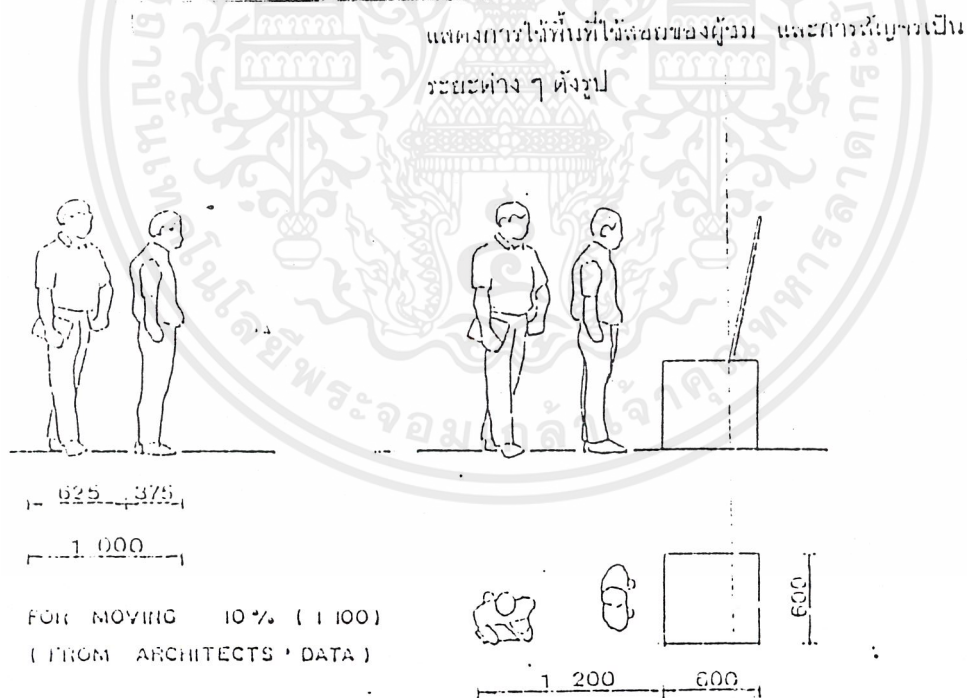 แสดงการใช้พื้นที่ใช้สอยของผู้ชม และการสัญจรเป็น
ระยะต่าง ๆ ดังรูป
625 375
1 000
FOR MOVING 10 % ( 1 100 )
( FROM ARCHITECTS ' DATA )
600
1 200 600